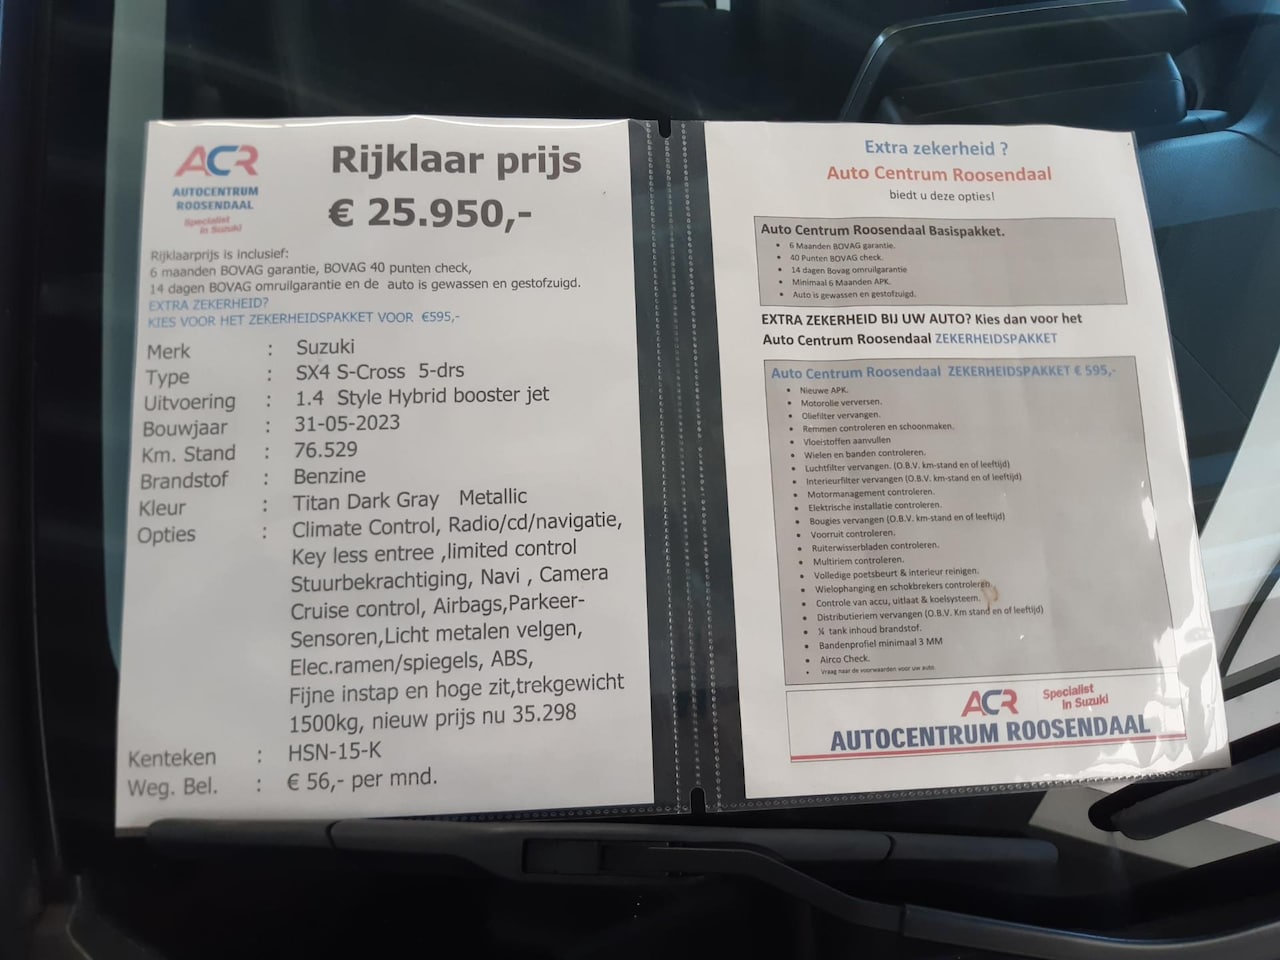 ACR
AUTOCENTRUM
ROOSENDAAL
Specialist
in Suzuki
Rijklaar prijs
€ 25.950,-
Rijklaarprijs is inclusief:
6 maanden BOVAG garantie, BOVAG 40 punten check,
14 dagen BOVAG omruilgarantie en de auto is gewassen en gestofzuigd.
EXTRA ZEKERHEID?
KIES VOOR HET ZEKERHEIDSPAKKET VOOR €595,-
Merk : Suzuki
Type : SX4 S-Cross 5-drs
Uitvoering : 1.4 Style Hybrid booster jet
Bouwjaar : 31-05-2023
Km. Stand : 76.529
Brandstof : Benzine
Kleur : Titan Dark Gray Metallic
Opties : Climate Control, Radio/cd/navigatie,
Key less entree ,limited control
Stuurbekrachtiging, Navi , Camera
Cruise control, Airbags,Parkeer-
Sensoren,Licht metalen velgen,
Elec.ramen/spiegels, ABS,
Fijne instap en hoge zit,trekgewicht
1500kg, nieuw prijs nu 35.298
Kenteken : HSN-15-K
Weg. Bel. : € 56,- per mnd.
Extra zekerheid ?
Auto Centrum Roosendaal
biedt u deze opties!
Auto Centrum Roosendaal Basispakket.
• 6 Maanden BOVAG garantie.
• 40 Punten BOVAG check.
• 14 dagen Bovag omruilgarantie
• Minimaal 6 Maanden APK.
• Auto is gewassen en gestofzuigd.
EXTRA ZEKERHEID BIJ UW AUTO? Kies dan voor het
Auto Centrum Roosendaal ZEKERHEIDSPAKKET
Auto Centrum Roosendaal ZEKERHEIDSPAKKET € 595,-
• Nieuwe APK.
• Motorolie verversen.
• Oliefilter vervangen.
• Remmen controleren en schoonmaken.
• Vloeistoffen aanvullen
• Wielen en banden controleren.
• Luchtfilter vervangen. (O.B.V. km-stand en of leeftijd)
• Interieurfilter vervangen (O.B.V. km-stand en of leeftijd)
• Motormanagement controleren.
• Elektrische installatie controleren.
• Bougies vervangen (O.B.V. km-stand en of leeftijd)
• Voorruit controleren.
• Ruiterwisserbladen controleren.
• Multiriem controleren.
• Volledige poetsbeurt & interieur reinigen.
• Wielophanging en schokbrekers controleren
• Controle van accu, uitlaat & koelsysteem.
• Distributieriem vervangen (O.B.V. Km stand en of leeftijd)
• ¼ tank inhoud brandstof.
• Bandenprofiel minimaal 3 MM
• Airco Check.
• Vraag naar de voorwaarden voor uw auto.
ACR Specialist
in Suzuki
AUTOCENTRUM ROOSENDAAL